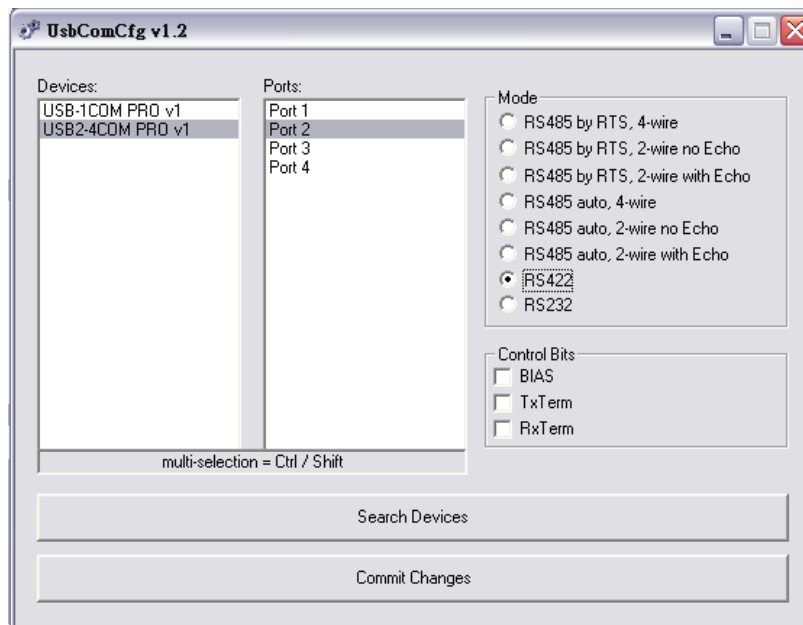 UsbComCfg v1.2
Devices:
USB-1COM PRO v1
USB2-4COM PRO v1
Ports:
Port 1
Port 2
Port 3
Port 4
multi-selection = Ctrl / Shift
Mode
RS485 by RTS, 4-wire
RS485 by RTS, 2-wire no Echo
RS485 by RTS, 2-wire with Echo
RS485 auto, 4-wire
RS485 auto, 2-wire no Echo
RS485 auto, 2-wire with Echo
RS422
RS232
Control Bits
BIAS
TxTerm
RxTerm
Search Devices
Commit Changes